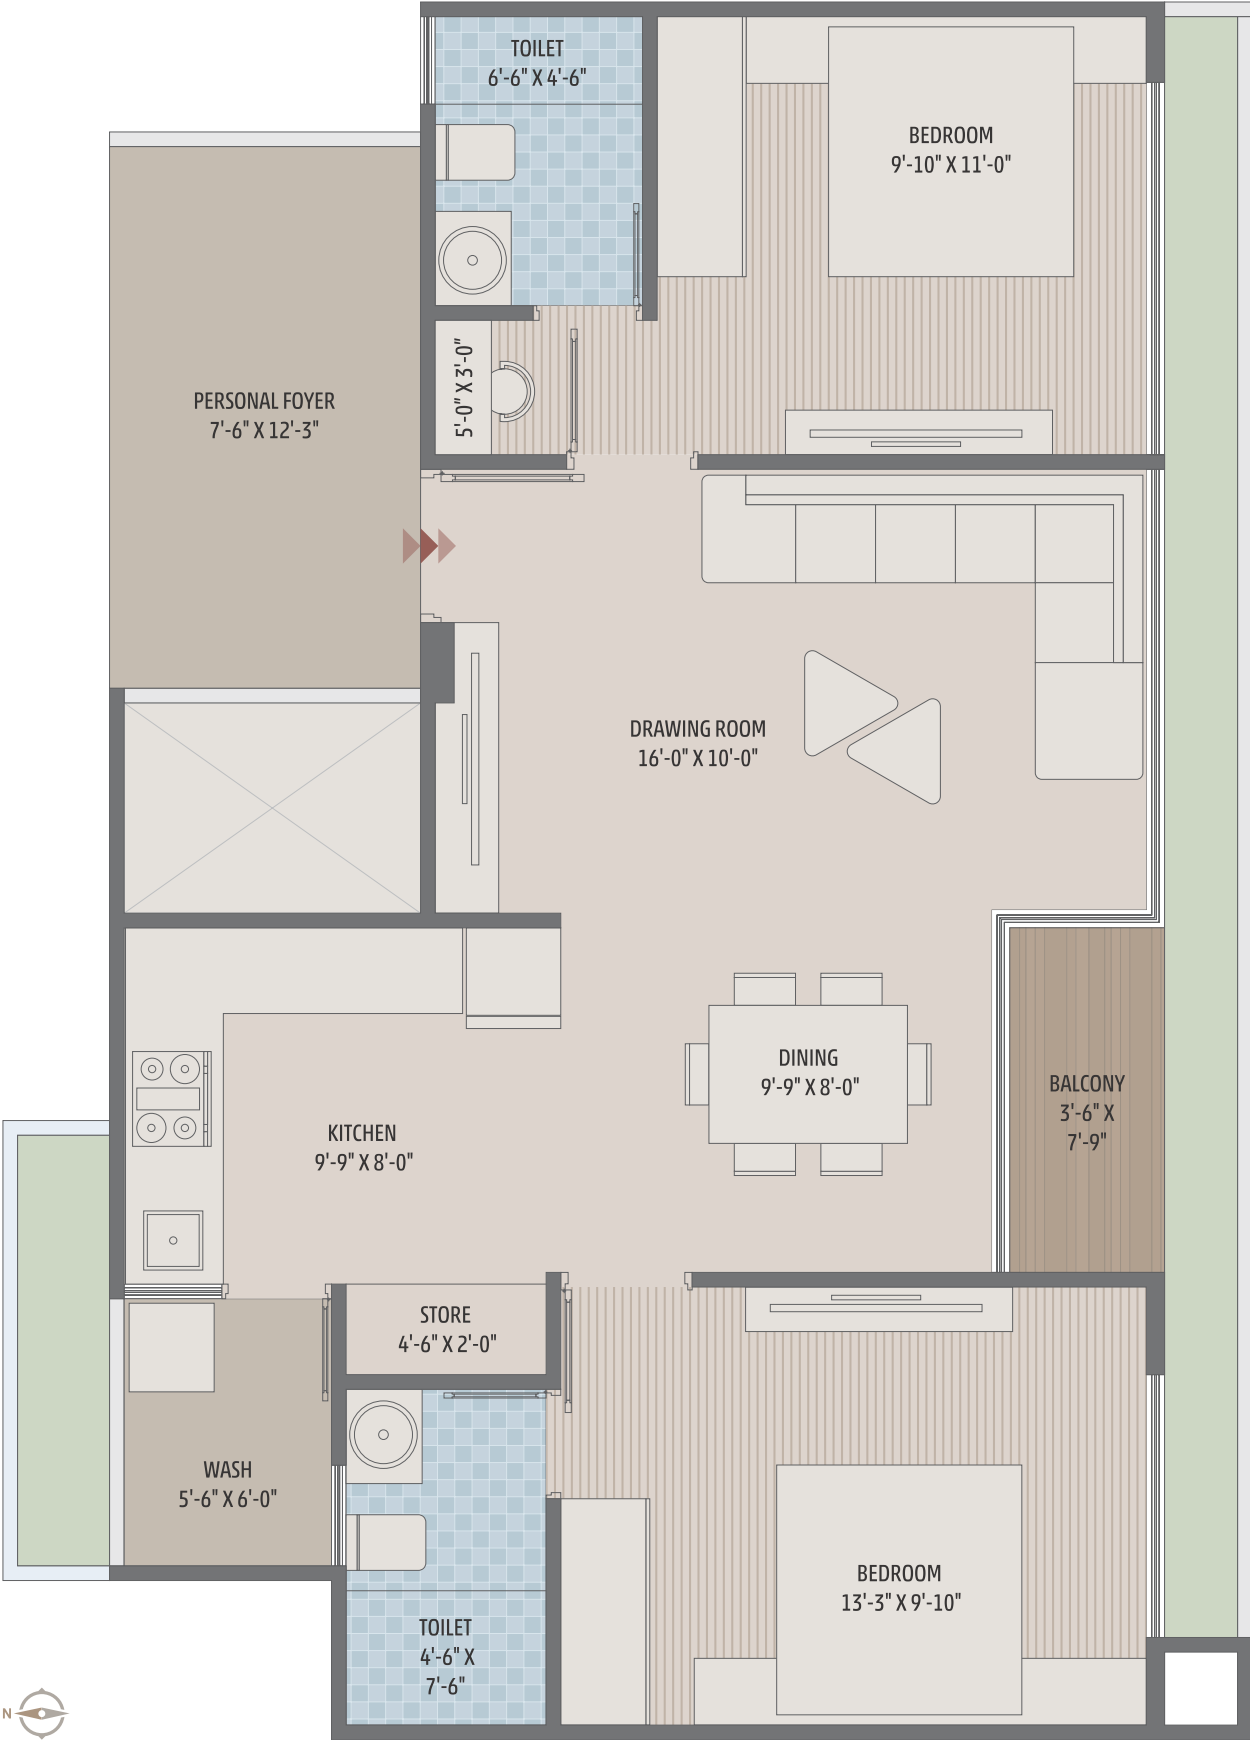 TOILET
6'-6" X 4'-6"
BEDROOM
9'-10" X 11'-0"
5'-0" X 3'-0"
PERSONAL FOYER
7'-6" X 12'-3"
DRAWING ROOM
16'-0" X 10'-0"
DINING
9'-9" X 8'-0"
BALCONY
3'-6" X
7'-9"
KITCHEN
9'-9" X 8'-0"
STORE
4'-6" X 2'-0"
WASH
5'-6" X 6'-0"
BEDROOM
13'-3" X 9'-10"
TOILET
4'-6" X
7'-6"
N